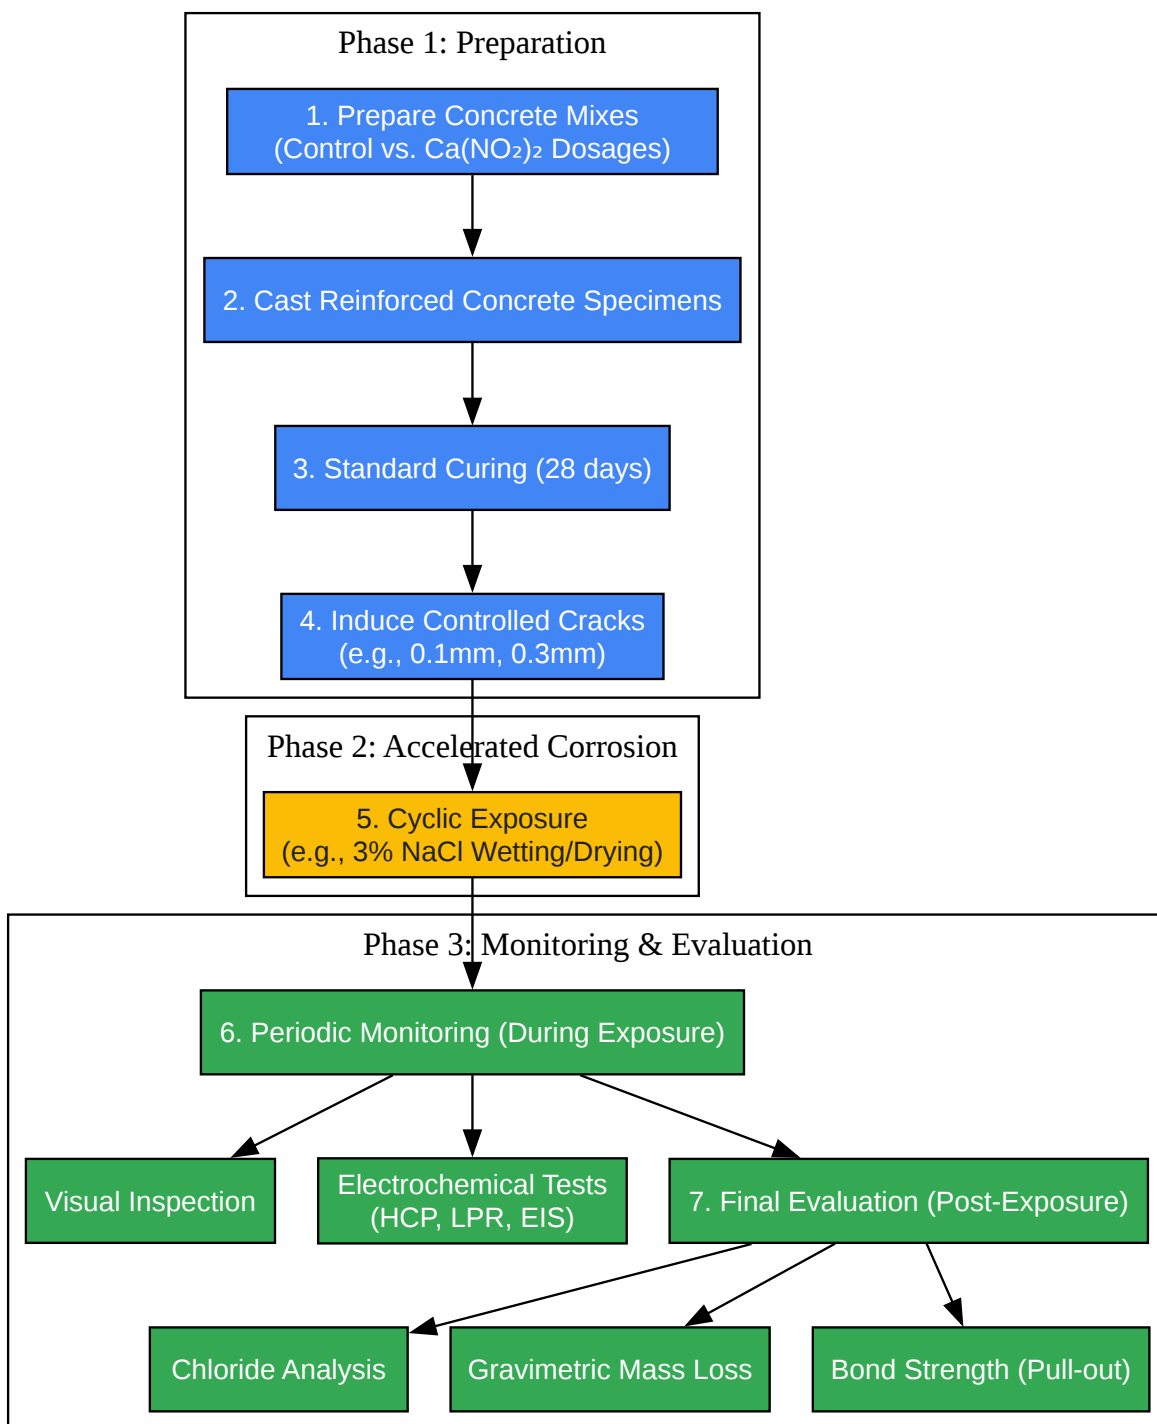 Phase 1: Preparation
1. Prepare Concrete Mixes
(Control vs. Ca(NO₂)₂ Dosages)
2. Cast Reinforced Concrete Specimens
3. Standard Curing (28 days)
4. Induce Controlled Cracks
(e.g., 0.1mm, 0.3mm)
Phase 2: Accelerated Corrosion
5. Cyclic Exposure
(e.g., 3% NaCl Wetting/Drying)
Phase 3: Monitoring & Evaluation
6. Periodic Monitoring (During Exposure)
Visual Inspection
Electrochemical Tests
(HCP, LPR, EIS)
7. Final Evaluation (Post-Exposure)
Chloride Analysis
Gravimetric Mass Loss
Bond Strength (Pull-out)